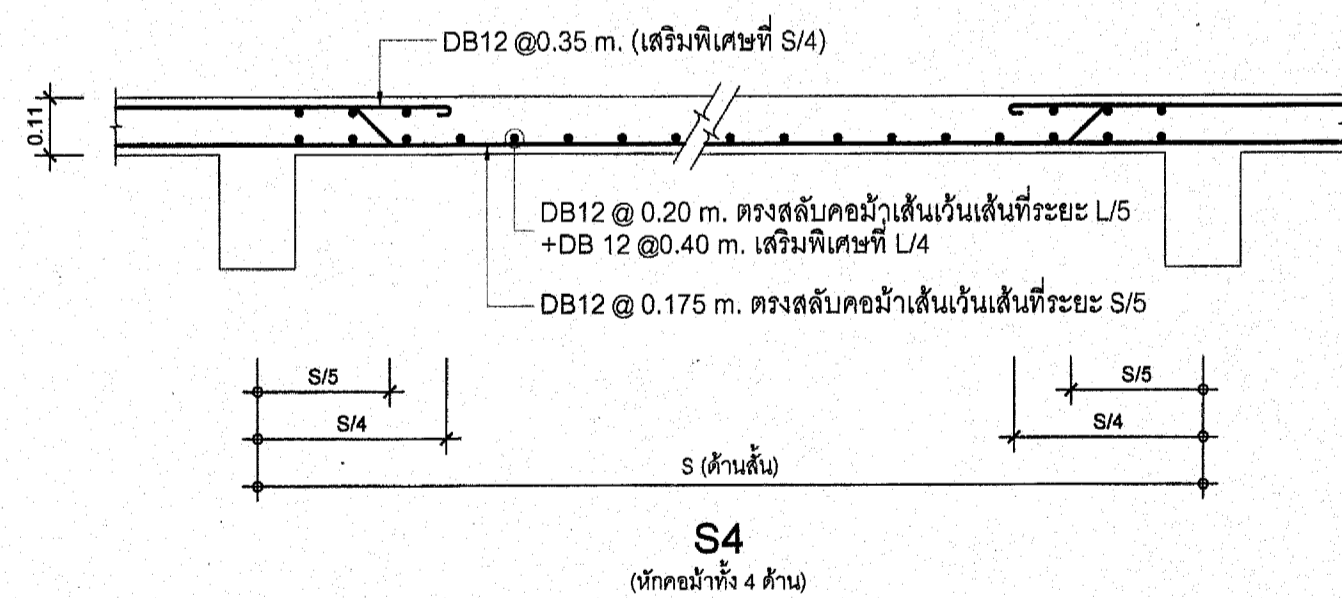 DB12 @0.35 m. (เสริมพิเศษที่ S/4)
0.11
DB12 @ 0.20 m. ตรงสลับคอม้าเส้นเว้นเส้นที่ระยะ L/5
+DB 12 @0.40 m. เสริมพิเศษที่ L/4
DB12 @ 0.175 m. ตรงสลับคอม้าเส้นเว้นเส้นที่ระยะ S/5
S/5
S/5
S/4
S/4
S (ด้านสั้น)
S4
(หักคอม้าทั้ง 4 ด้าน)